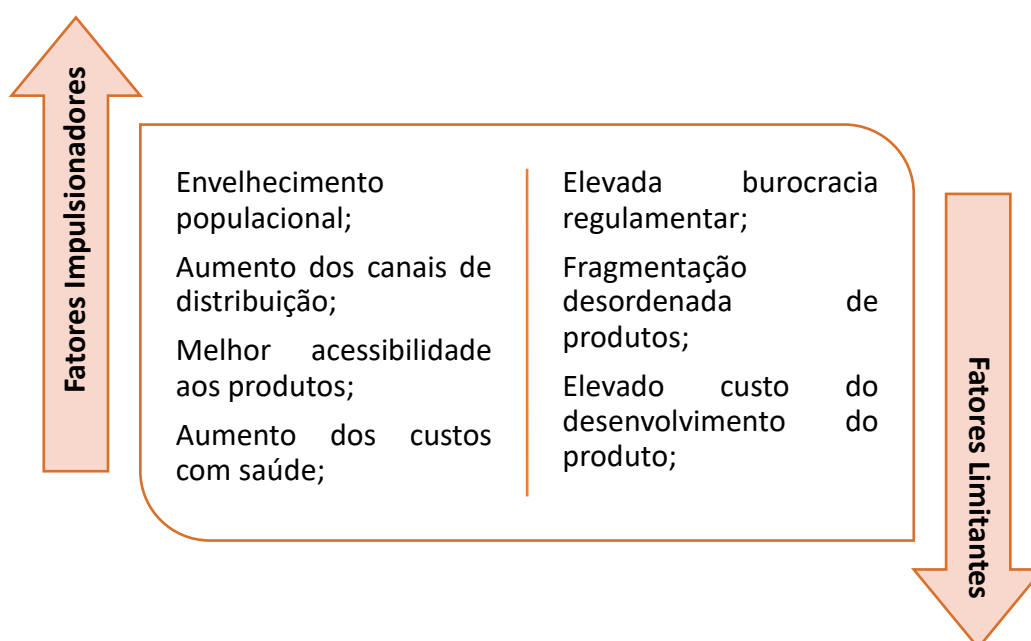 Fatores Impulsionadores
Envelhecimento
populacional;
Aumento dos canais de
distribuição;
Melhor acessibilidade
aos produtos;
Aumento dos custos
com saúde;
Elevada burocracia
regulamentar;
Fragmentação
desordenada de
produtos;
Elevado custo do
desenvolvimento do
produto;
Fatores Limitantes